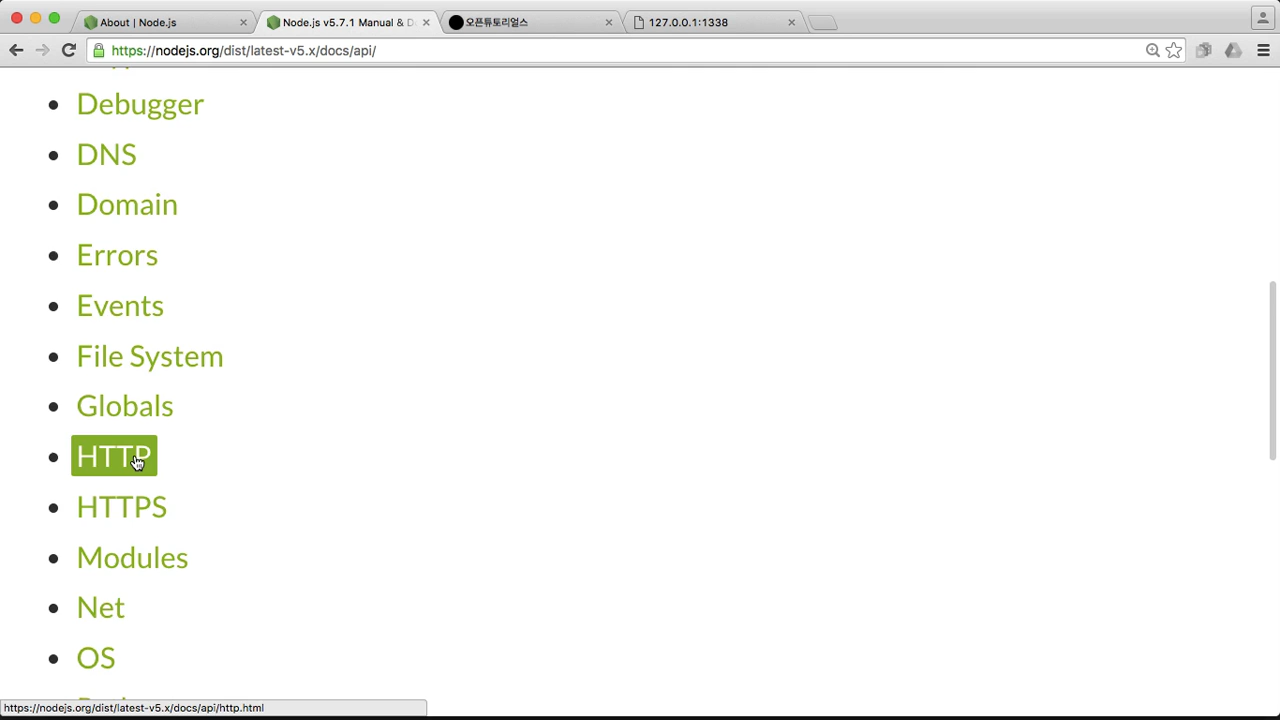 About | Node.js
Node.js v5.7.1 Manual & D
오픈튜토리얼스
127.0.0.1:1338
https://nodejs.org/dist/latest-v5.x/docs/api/
Debugger
DNS
Domain
Errors
Events
File System
Globals
HTTP
HTTPS
Modules
Net
OS
https://nodejs.org/dist/latest-v5.x/docs/api/http.html